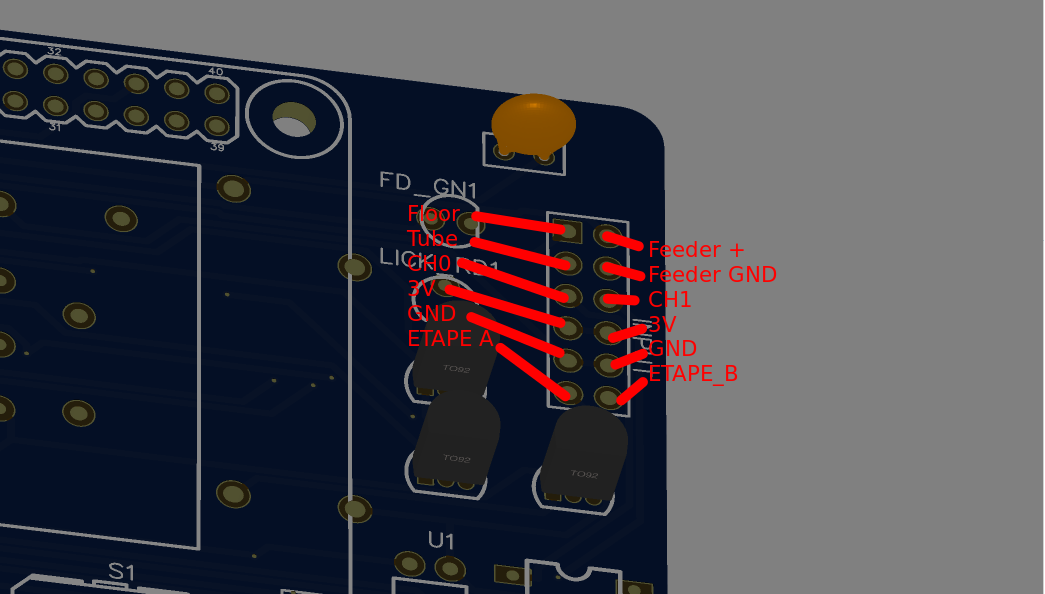 32
40
31
39
FD_GN1
Floor
Tube
LICK_RD1
CH0
3V
GND
ETAPE A
Feeder +
Feeder GND
CH1
3V
GND
ETAPE_B
TO92
TO92
TO92
U1
S1